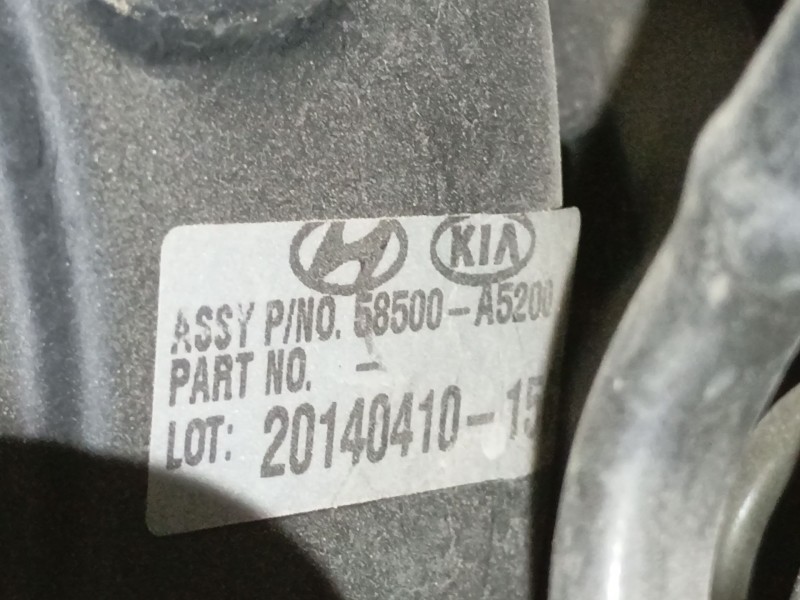 KIA
ASSY P/NO. 58500-A5200
PART NO. -
LOT: 20140410-15